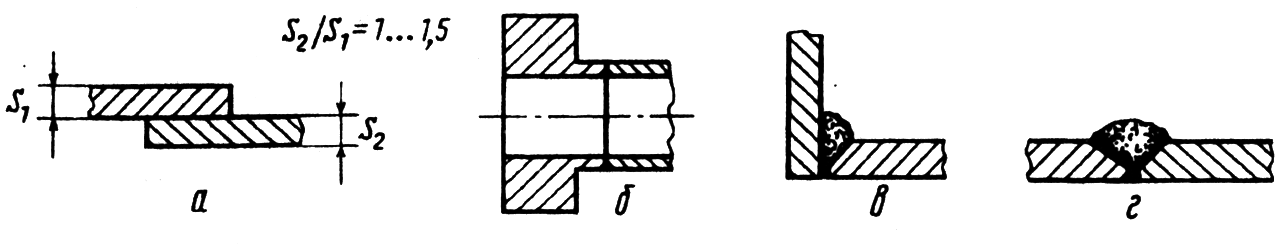 S₂/S₁=1...1,5
S₁
S₂
а
б
в
г